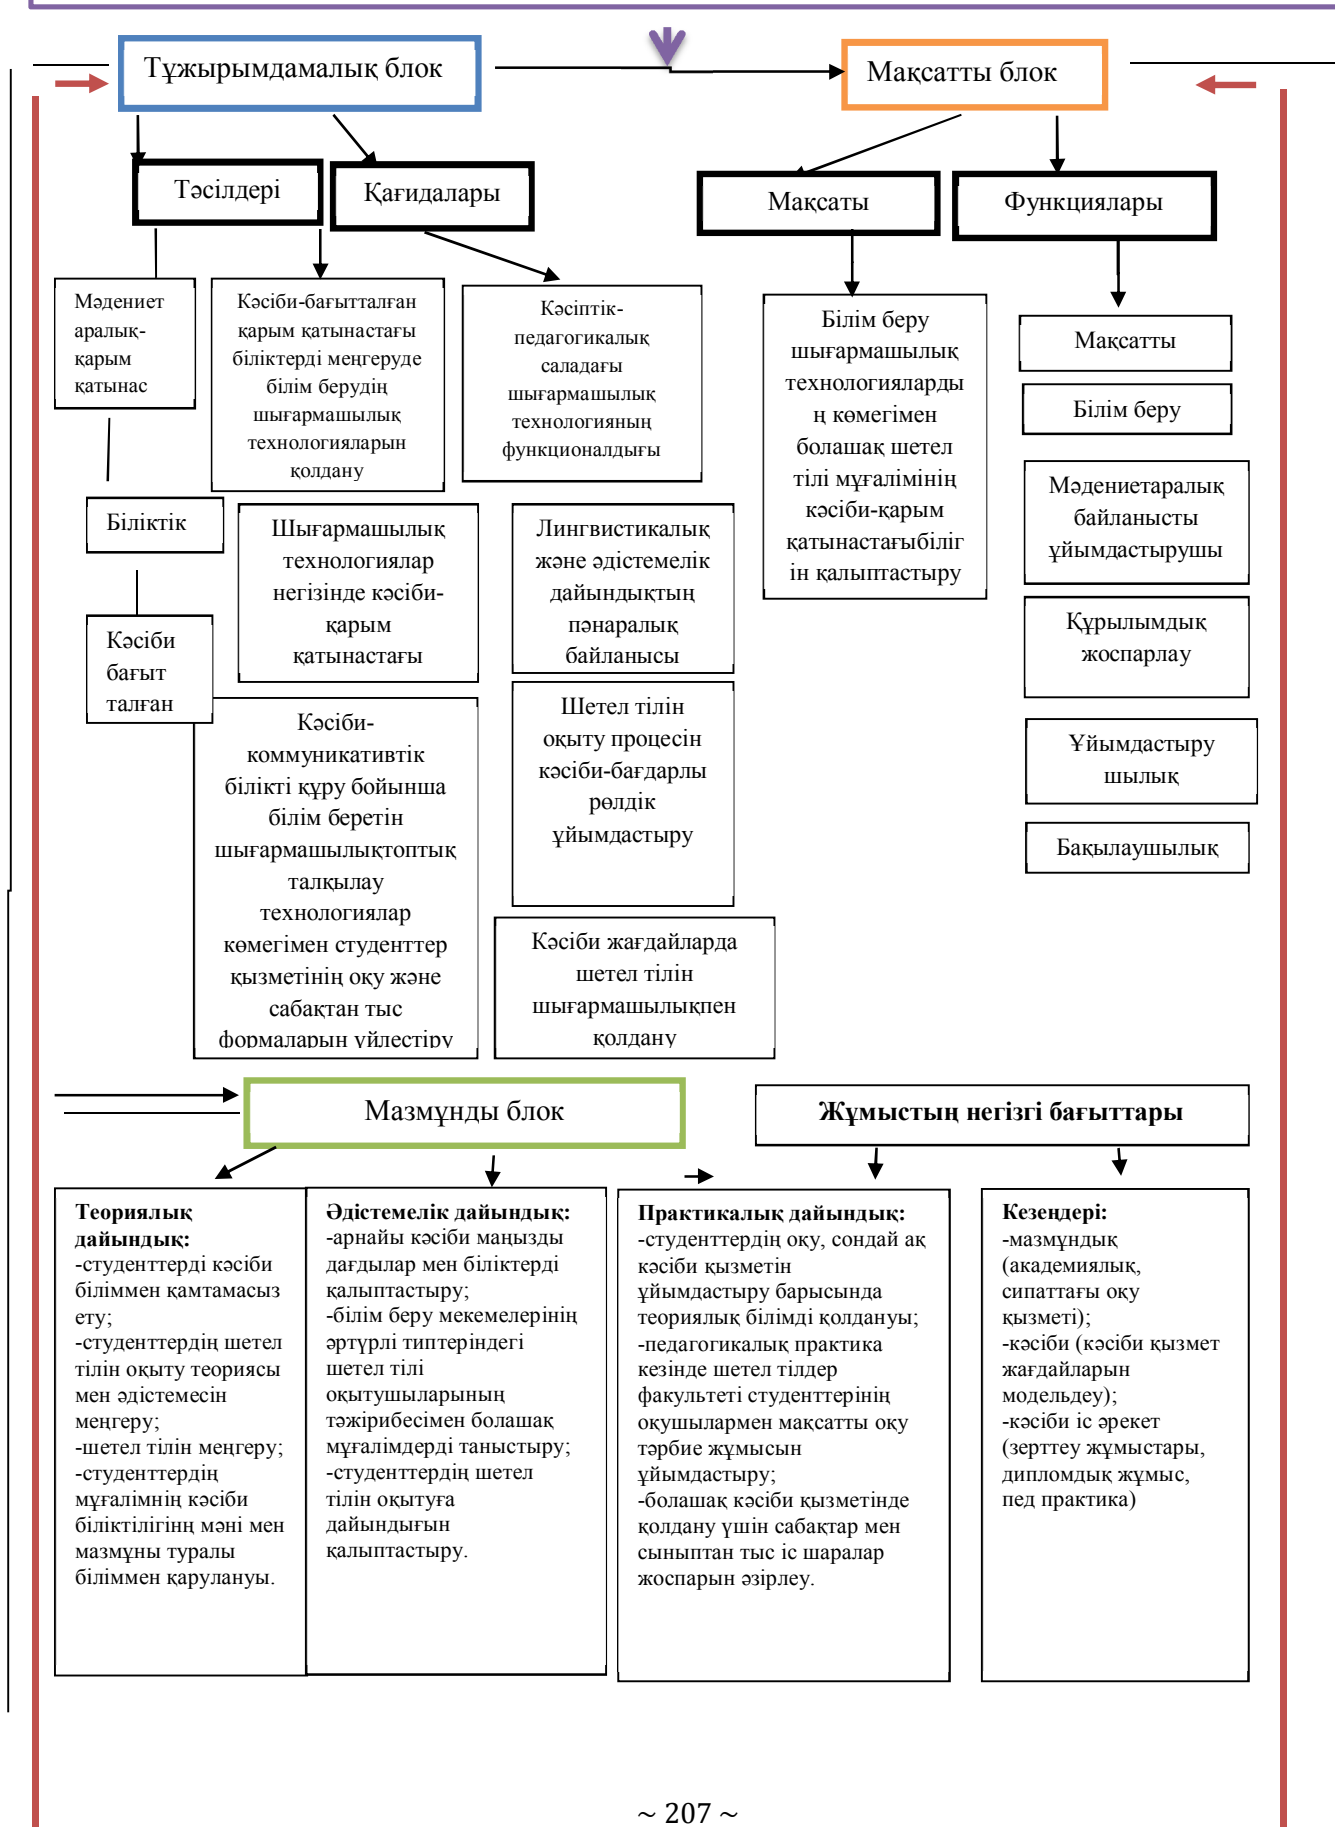 Тұжырымдамалық блок
Мақсатты блок
Тәсілдері
Қағидалары
Мақсаты
Функциялары
Мәдениет
аралық-
қарым
қатынас
Біліктік
Кәсіби
бағыт
талған
Кәсіби-бағытталған
қарым қатынастағы
біліктерді меңгеруде
білім берудің
шығармашылық
технологияларын
қолдану
Шығармашылық
технологиялар
негізінде кәсіби-
қарым
қатынастағы
Кәсіби-
коммуникативтік
білікті құру бойынша
білім беретін
шығармашылықтоптық
талқылау
технологиялар
көмегімен студенттер
қызметінің оқу және
сабақтан тыс
формаларын үйлестіру
Кәсіптік-
педагогикалық
саладағы
шығармашылық
технологияның
функционалдығы
Лингвистикалық
және әдістемелік
дайындықтың
пәнаралық
байланысы
Шетел тілін
оқыту процесін
кәсіби-бағдарлы
рөлдік
ұйымдастыру
Кәсіби жағдайларда
шетел тілін
шығармашылықпен
қолдану
Білім беру
шығармашылық
технологиялардың
ң көмегімен
болашақ шетел
тілі мұғалімінің
кәсіби-қарым
қатынастағыбіліг
ін қалыптастыру
Мақсатты
Білім беру
Мәдениетаралық
байланысты
ұйымдастырушы
Құрылымдық
жоспарлау
Ұйымдастыру
шылық
Бақылаушылық
Мазмұнды блок
Жұмыстың негізгі бағыттары
Теориялық
дайындық:
-студенттерді кәсіби
біліммен қамтамасыз
ету;
-студенттердің шетел
тілін оқыту теориясы
мен әдістемесін
меңгеру;
-шетел тілін меңгеру;
-студенттердің
мұғалімнің кәсіби
біліктілігінң мәні мен
мазмұны туралы
біліммен қарулануы.
Әдістемелік дайындық:
-арнайы кәсіби маңызды
дағдылар мен біліктерді
қалыптастыру;
-білім беру мекемелерінің
әртүрлі типтеріндегі
шетел тілі
оқытушыларының
тәжірибесімен болашақ
мұғалімдерді таныстыру;
-студенттердің шетел
тілін оқытуға
дайындығын
қалыптастыру.
Практикалық дайындық:
-студенттердің оқу, сондай ақ
кәсіби қызметін
ұйымдастыру барысында
теориялық білімді қолдануы;
-педагогикалық практика
кезінде шетел тілдер
факультеті студенттерінің
оқушылармен мақсатты оқу
тәрбие жұмысын
ұйымдастыру;
-болашақ кәсіби қызметінде
қолдану үшін сабақтар мен
сыныптан тыс іс шаралар
жоспарын әзірлеу.
Кезеңдері:
-мазмұндық
(академиялық,
сипаттағы оқу
қызметі);
-кәсіби (кәсіби қызмет
жағдайларын
модельдеу);
-кәсіби іс әрекет
(зерттеу жұмыстары,
дипломдық жұмыс,
пед практика)
~ 207 ~